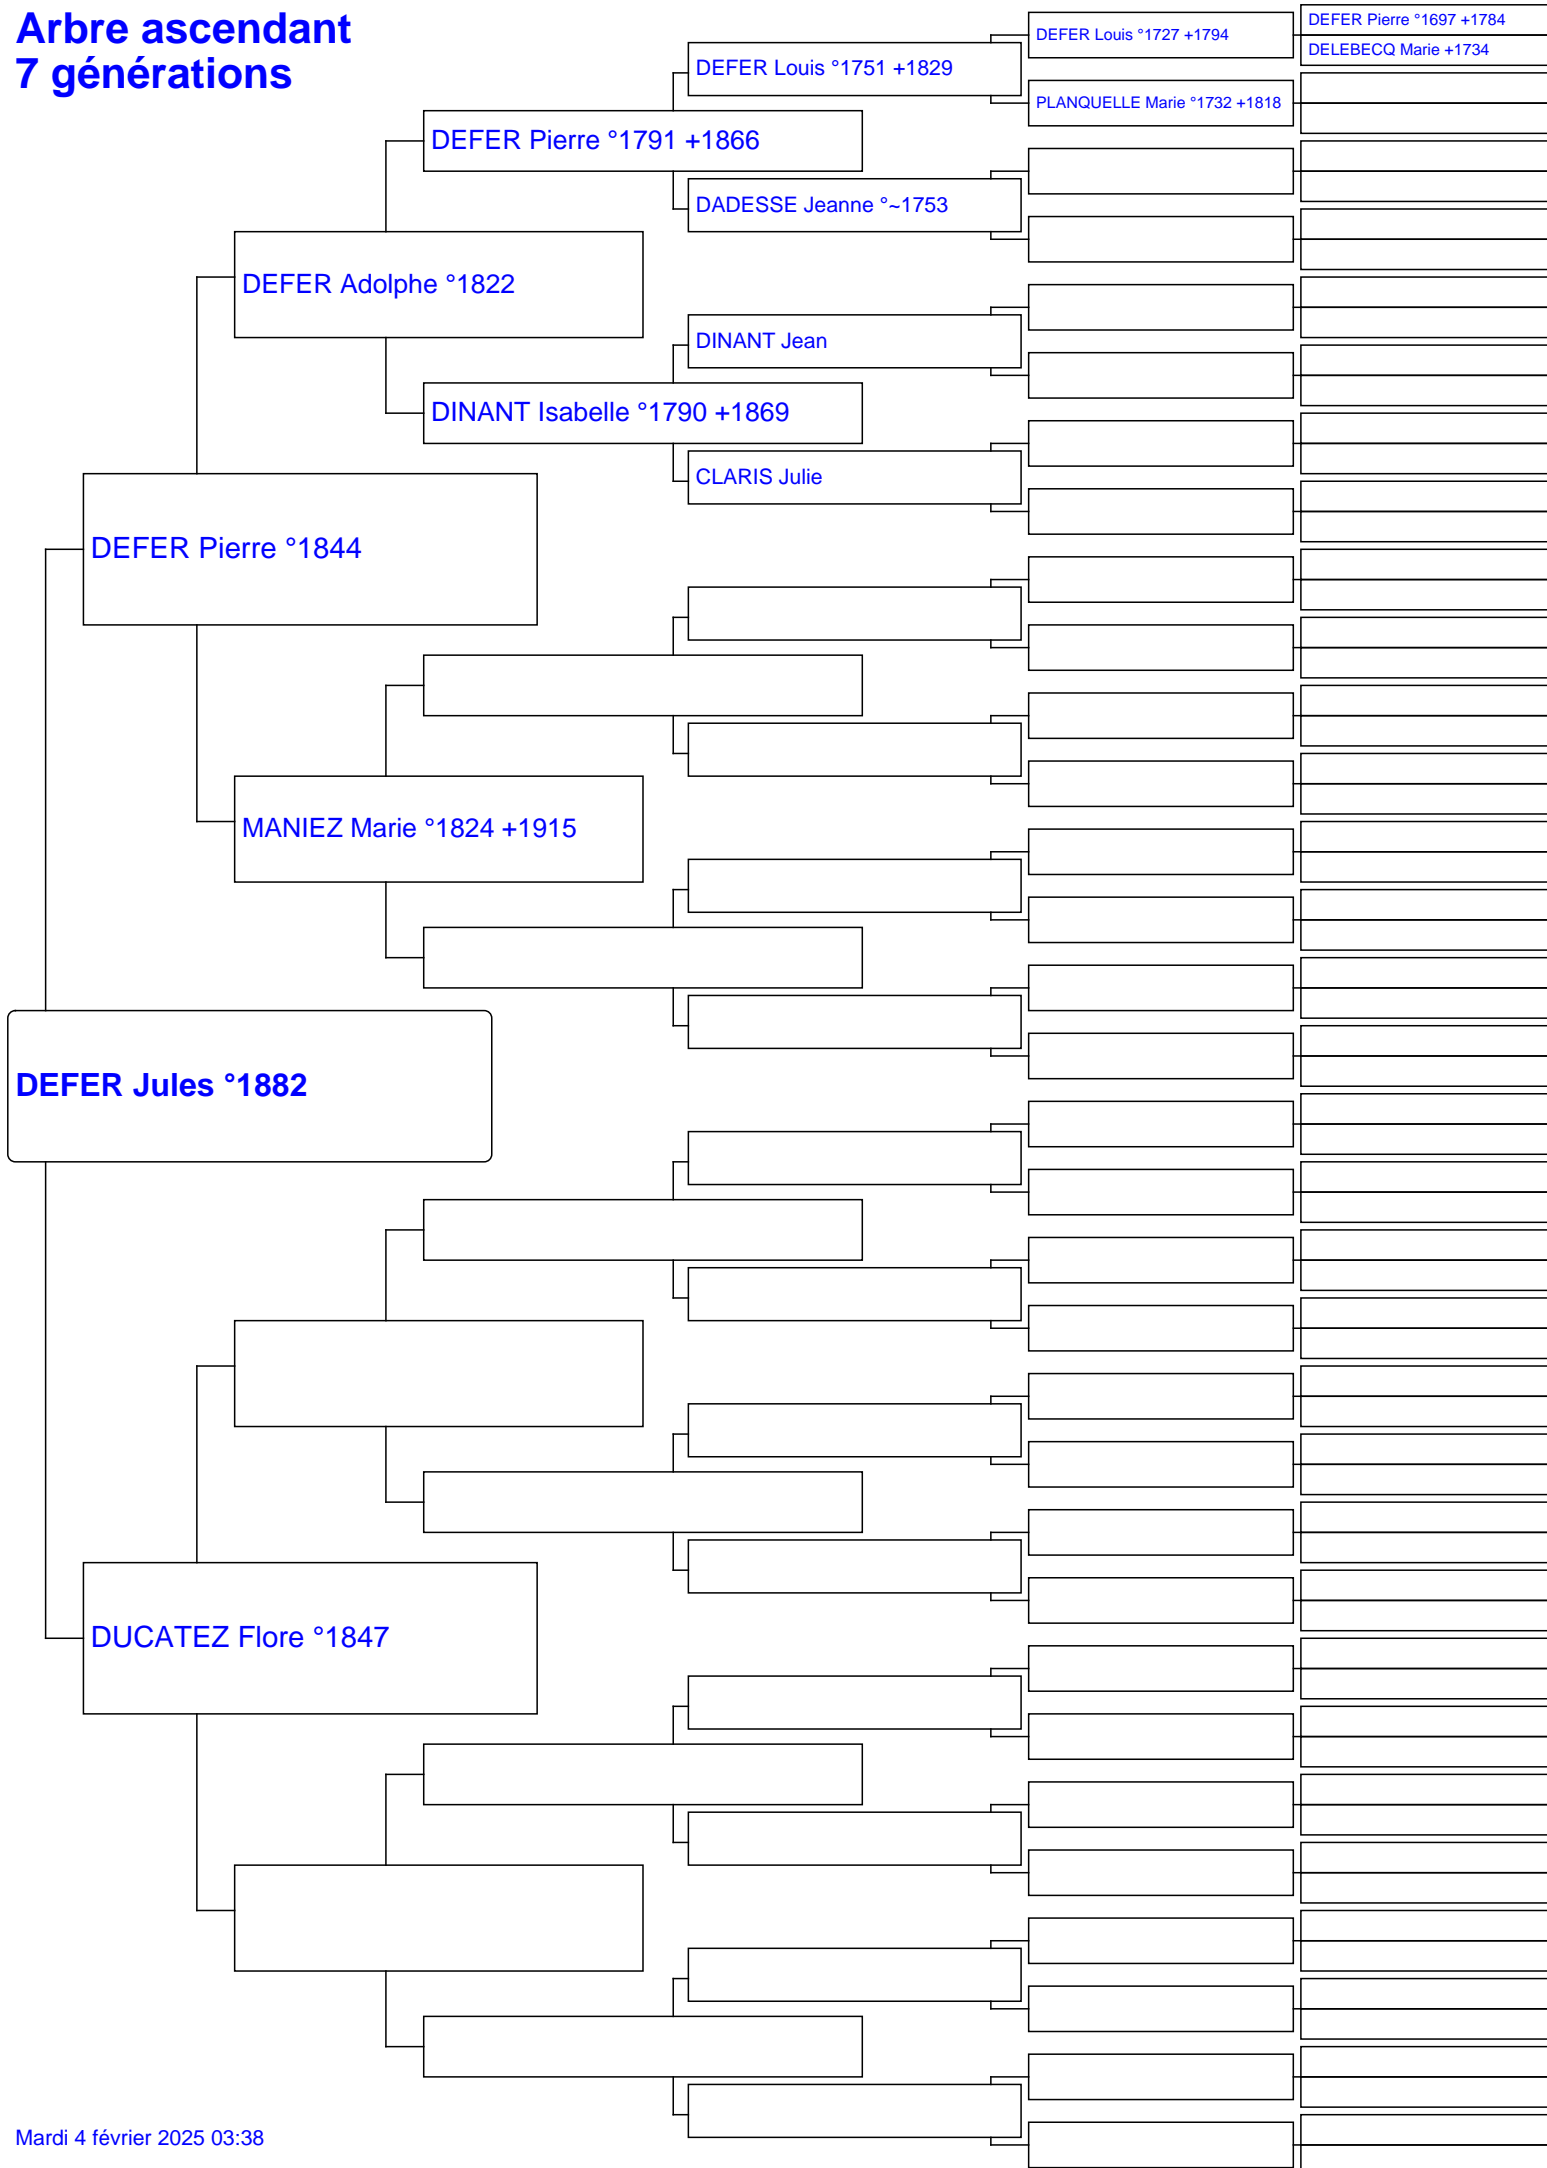 Arbre ascendant
7 générations
DEFER Louis °1727 +1794
DEFER Pierre °1697 +1784
DELEBECQ Marie +1734
DEFER Louis °1751 +1829
PLANQUELLE Marie °1732 +1818
DEFER Pierre °1791 +1866
DADESSE Jeanne °~1753
DEFER Adolphe °1822
DINANT Jean
DINANT Isabelle °1790 +1869
CLARIS Julie
DEFER Pierre °1844
MANIEZ Marie °1824 +1915
DEFER Jules °1882
DUCATEZ Flore °1847
Mardi 4 février 2025 03:38